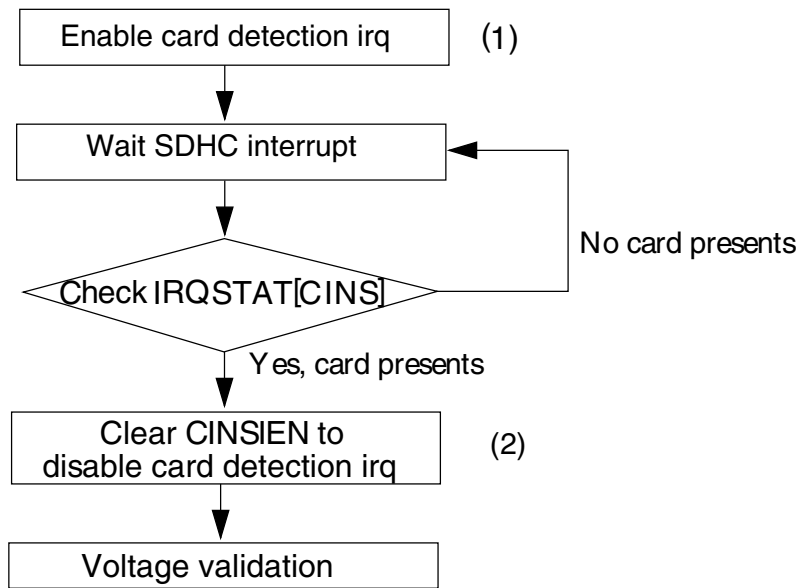 Enable card detection irq
(1)
Wait SDHC interrupt
No card presents
Check IRQSTAT[CINS]
Yes, card presents
Clear CINSIEN to
disable card detection irq
(2)
Voltage validation